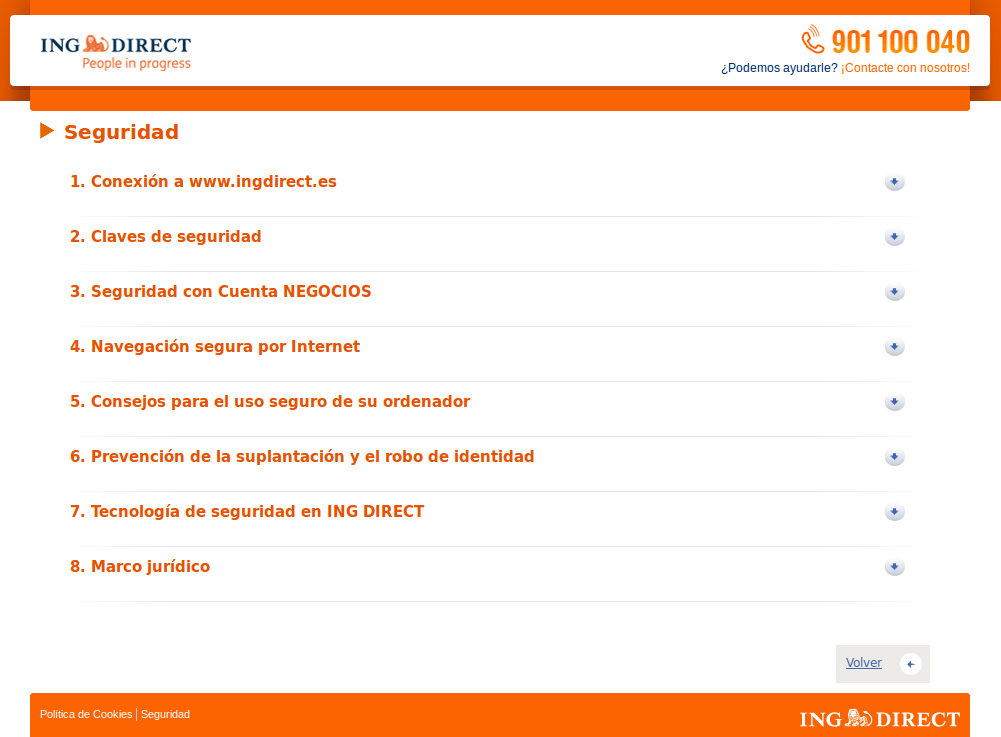 ING DIRECT
People in progress
901 100 040
¿Podemos ayudarle? ¡Contacte con nosotros!
Seguridad
1. Conexión a www.ingdirect.es
2. Claves de seguridad
3. Seguridad con Cuenta NEGOCIOS
4. Navegación segura por Internet
5. Consejos para el uso seguro de su ordenador
6. Prevención de la suplantación y el robo de identidad
7. Tecnología de seguridad en ING DIRECT
8. Marco jurídico
Volver
Política de Cookies | Seguridad
ING DIRECT